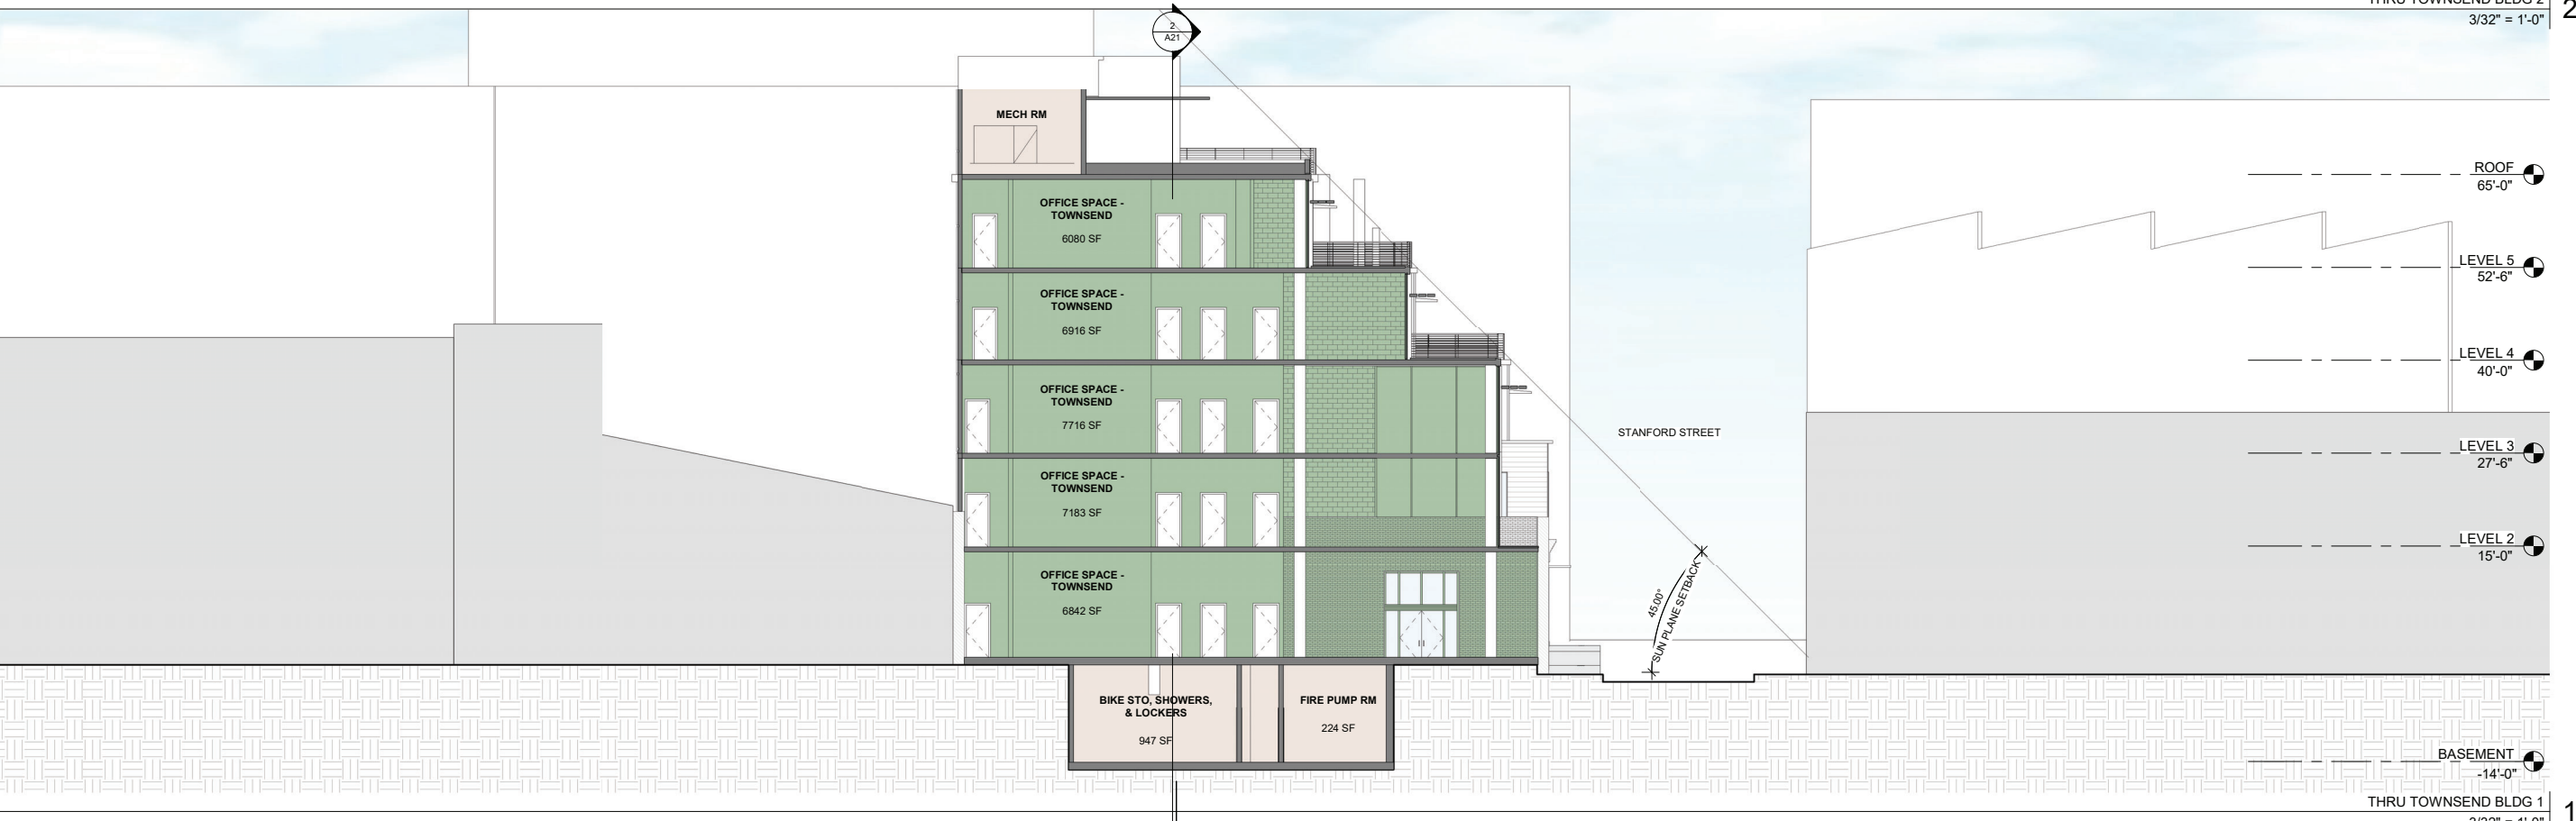 THRU TOWNSEND BLDG 2
2
3/32" = 1'-0"
2
A21
MECH RM
ROOF
65'-0"
OFFICE SPACE -
TOWNSEND
6080 SF
LEVEL 5
52'-6"
OFFICE SPACE -
TOWNSEND
6916 SF
LEVEL 4
40'-0"
OFFICE SPACE -
TOWNSEND
7716 SF
STANFORD STREET
LEVEL 3
27'-6"
OFFICE SPACE -
TOWNSEND
7183 SF
LEVEL 2
15'-0"
OFFICE SPACE -
TOWNSEND
6842 SF
45.00°
SUN PLANE SETBACK
BIKE STO, SHOWERS,
& LOCKERS
947 SF
FIRE PUMP RM
224 SF
BASEMENT
-14'-0"
THRU TOWNSEND BLDG 1
1
3/32" = 1'-0"